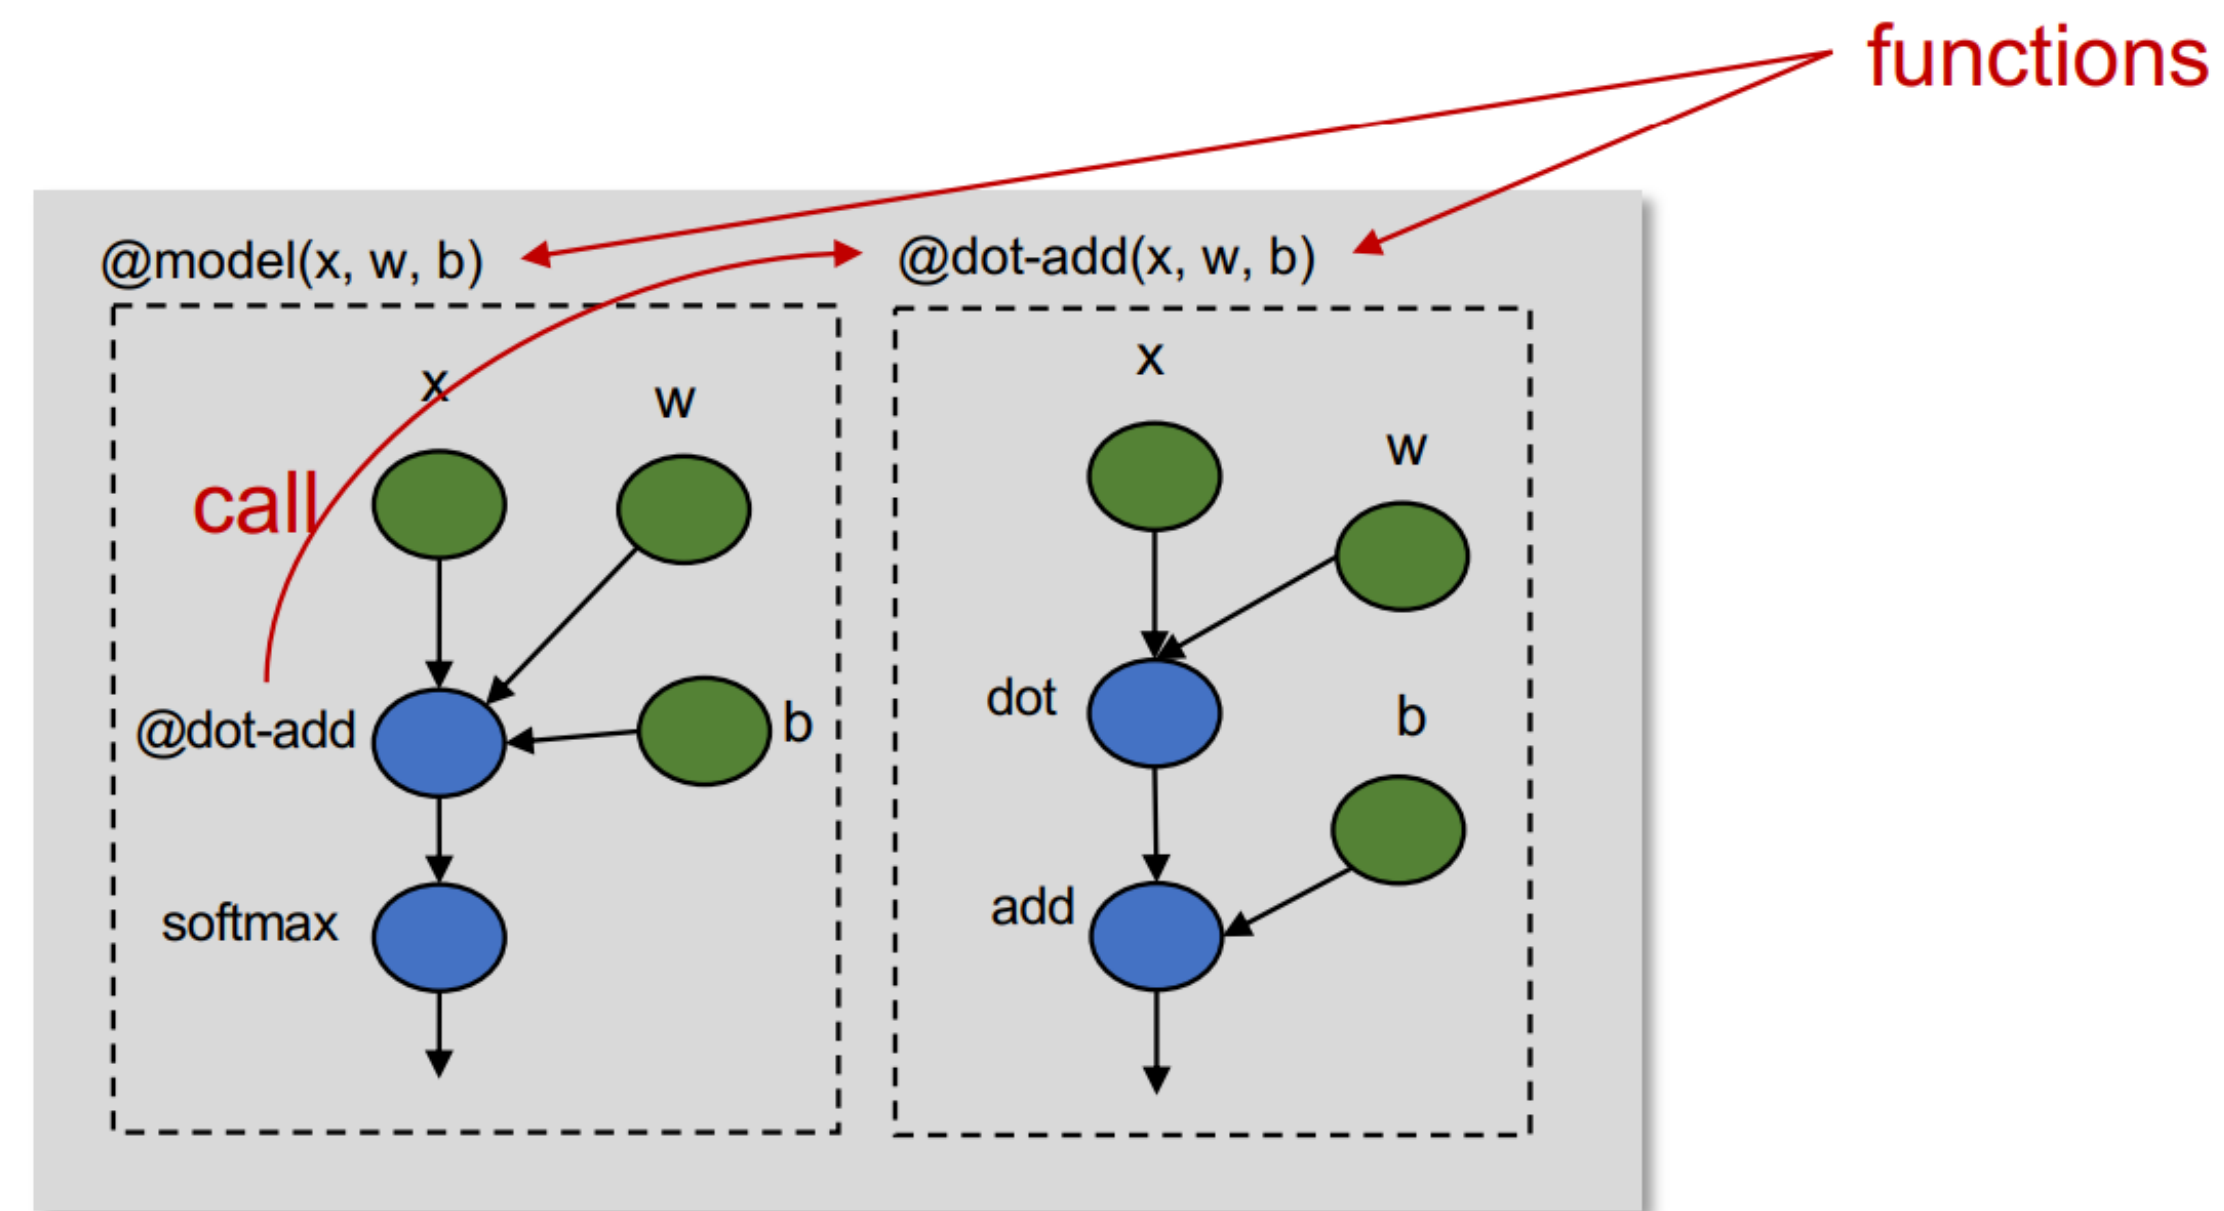 functions
@model(x, w, b)
@dot-add(x, w, b)
x
w
call
@dot-add
b
softmax
x
w
dot
b
add